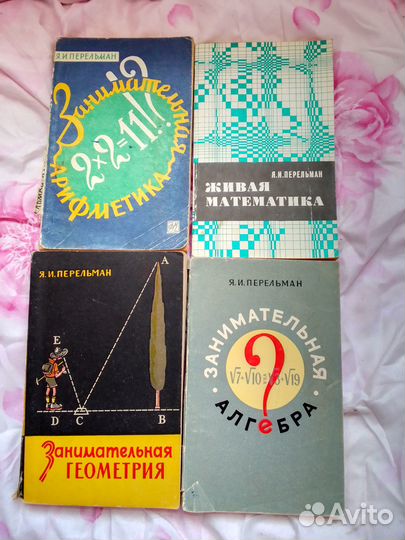 Я.И.ПЕРЕЛЬМАН
Занимательная
2×2=11!!
АРИФМЕТИКА
Я.И.ПЕРЕЛЬМАН
ЖИВАЯ
МАТЕМАТИКА
Я.И.ПЕРЕЛЬМАН
A
E
D
C
B
Занимательная
ГЕОМЕТРИЯ
Я.И.ПЕРЕЛЬМАН
ЗАНИМАТЕЛЬНАЯ
?
АЛГЕБРА
Avito